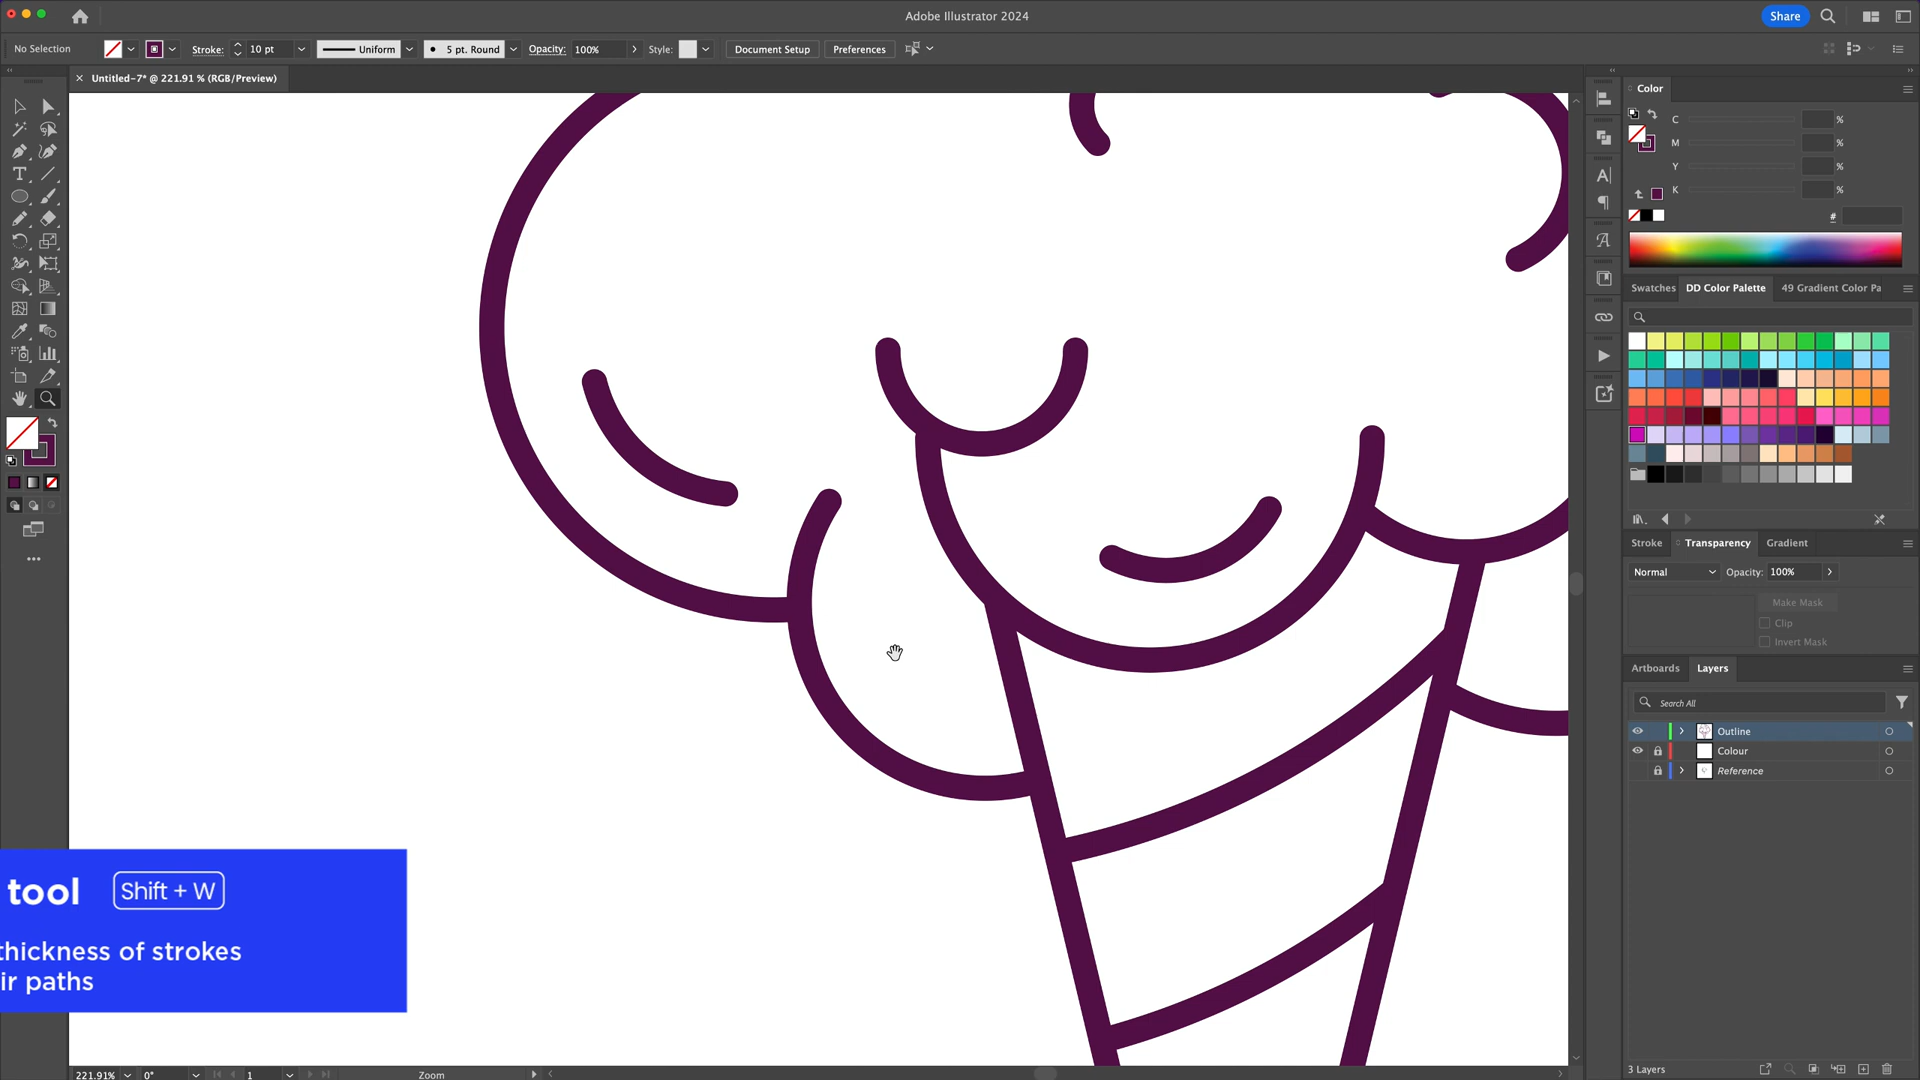 Adobe Illustrator 2024
Share
No Selection
Stroke: 10 pt
Uniform
5 pt. Round
Opacity: 100%
Style:
Document Setup
Preferences
Untitled-7* @ 221.91 % (RGB/Preview)
Color
C %
M %
Y %
K %
#
Swatches DD Color Palette 49 Gradient Color Pa
Stroke Transparency Gradient
Normal Opacity: 100%
Make Mask
Clip
Invert Mask
Artboards Layers
Search All
Outline
Colour
Reference
tool Shift + W
thickness of strokes
ir paths
221.91% 0° 1 Zoom
3 Layers